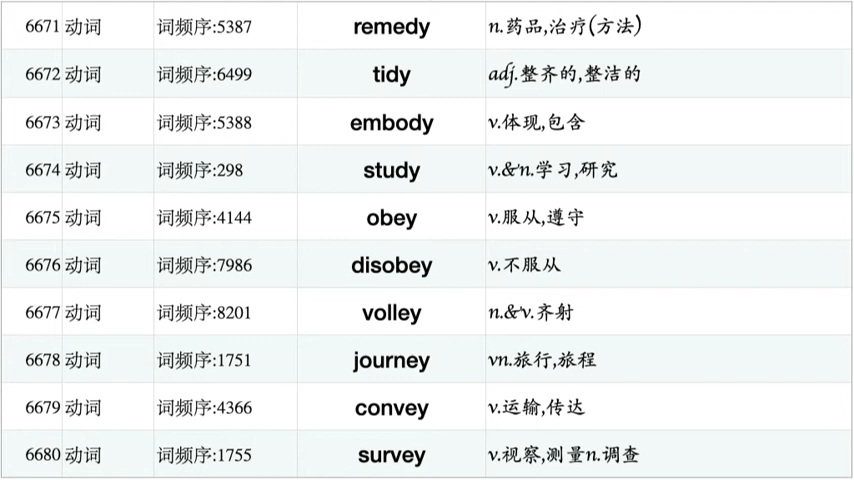 6671 动词 词频序:5387 remedy n.药品,治疗(方法)
6672 动词 词频序:6499 tidy adj.整齐的,整洁的
6673 动词 词频序:5388 embody v.体现,包含
6674 动词 词频序:298 study v.&n.学习,研究
6675 动词 词频序:4144 obey v.服从,遵守
6676 动词 词频序:7986 disobey v.不服从
6677 动词 词频序:8201 volley n.&v.齐射
6678 动词 词频序:1751 journey vn.旅行,旅程
6679 动词 词频序:4366 convey v.运输,传达
6680 动词 词频序:1755 survey v.视察,测量n.调查